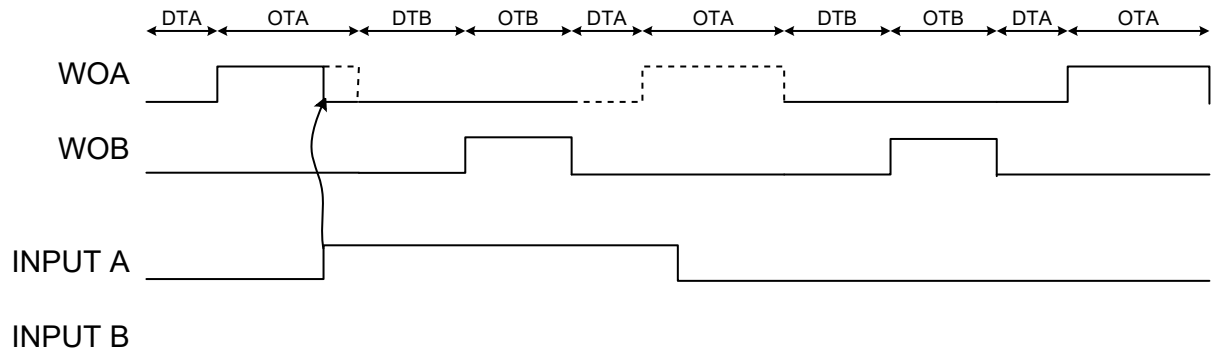 DTA OTA DTB OTB DTA OTA DTB OTB DTA OTA
WOA
WOB
INPUT A
INPUT B